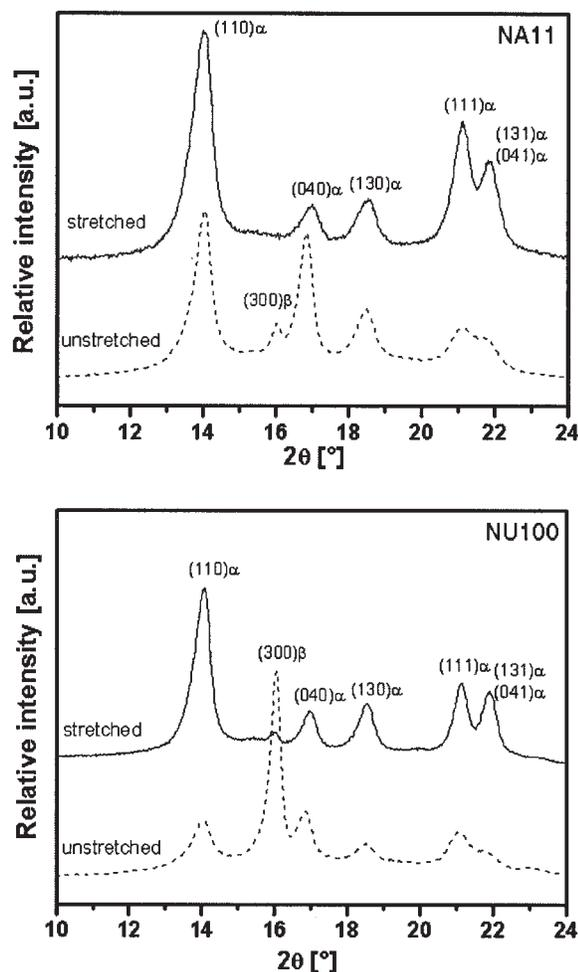 NA11
(110)α
(111)α
(131)α
(041)α
(040)α
(130)α
stretched
(300)β
unstretched
Relative intensity [a.u.]
10 12 14 16 18 20 22 24
2θ [°]
NU100
(110)α
(300)β
(111)α
(131)α
(041)α
(040)α
(130)α
stretched
unstretched
Relative intensity [a.u.]
10 12 14 16 18 20 22 24
2θ [°]